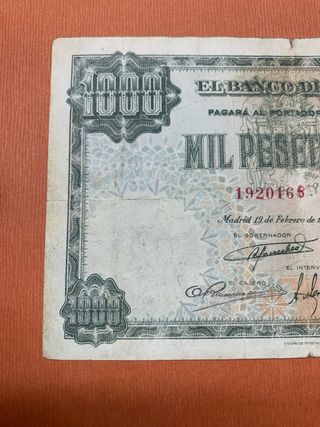 1000
EL BANCO DE
PAGARÁ AL PORTADOR
MIL PESETA
1920168
Madrid 19 de Febrero de 1
EL GOBERNADOR
EL INTERV
EL CAJERO
1000